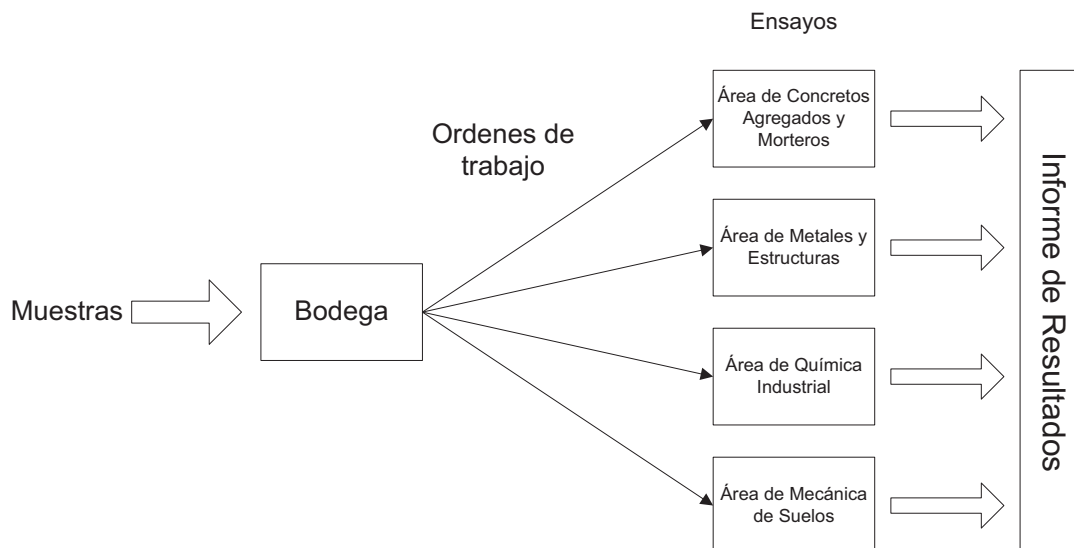 Ensayos
Área de Concretos
Agregados y
Morteros
Ordenes de
trabajo
Área de Metales y
Estructuras
Muestras
Bodega
Área de Química
Industrial
Área de Mecánica
de Suelos
Informe de Resultados